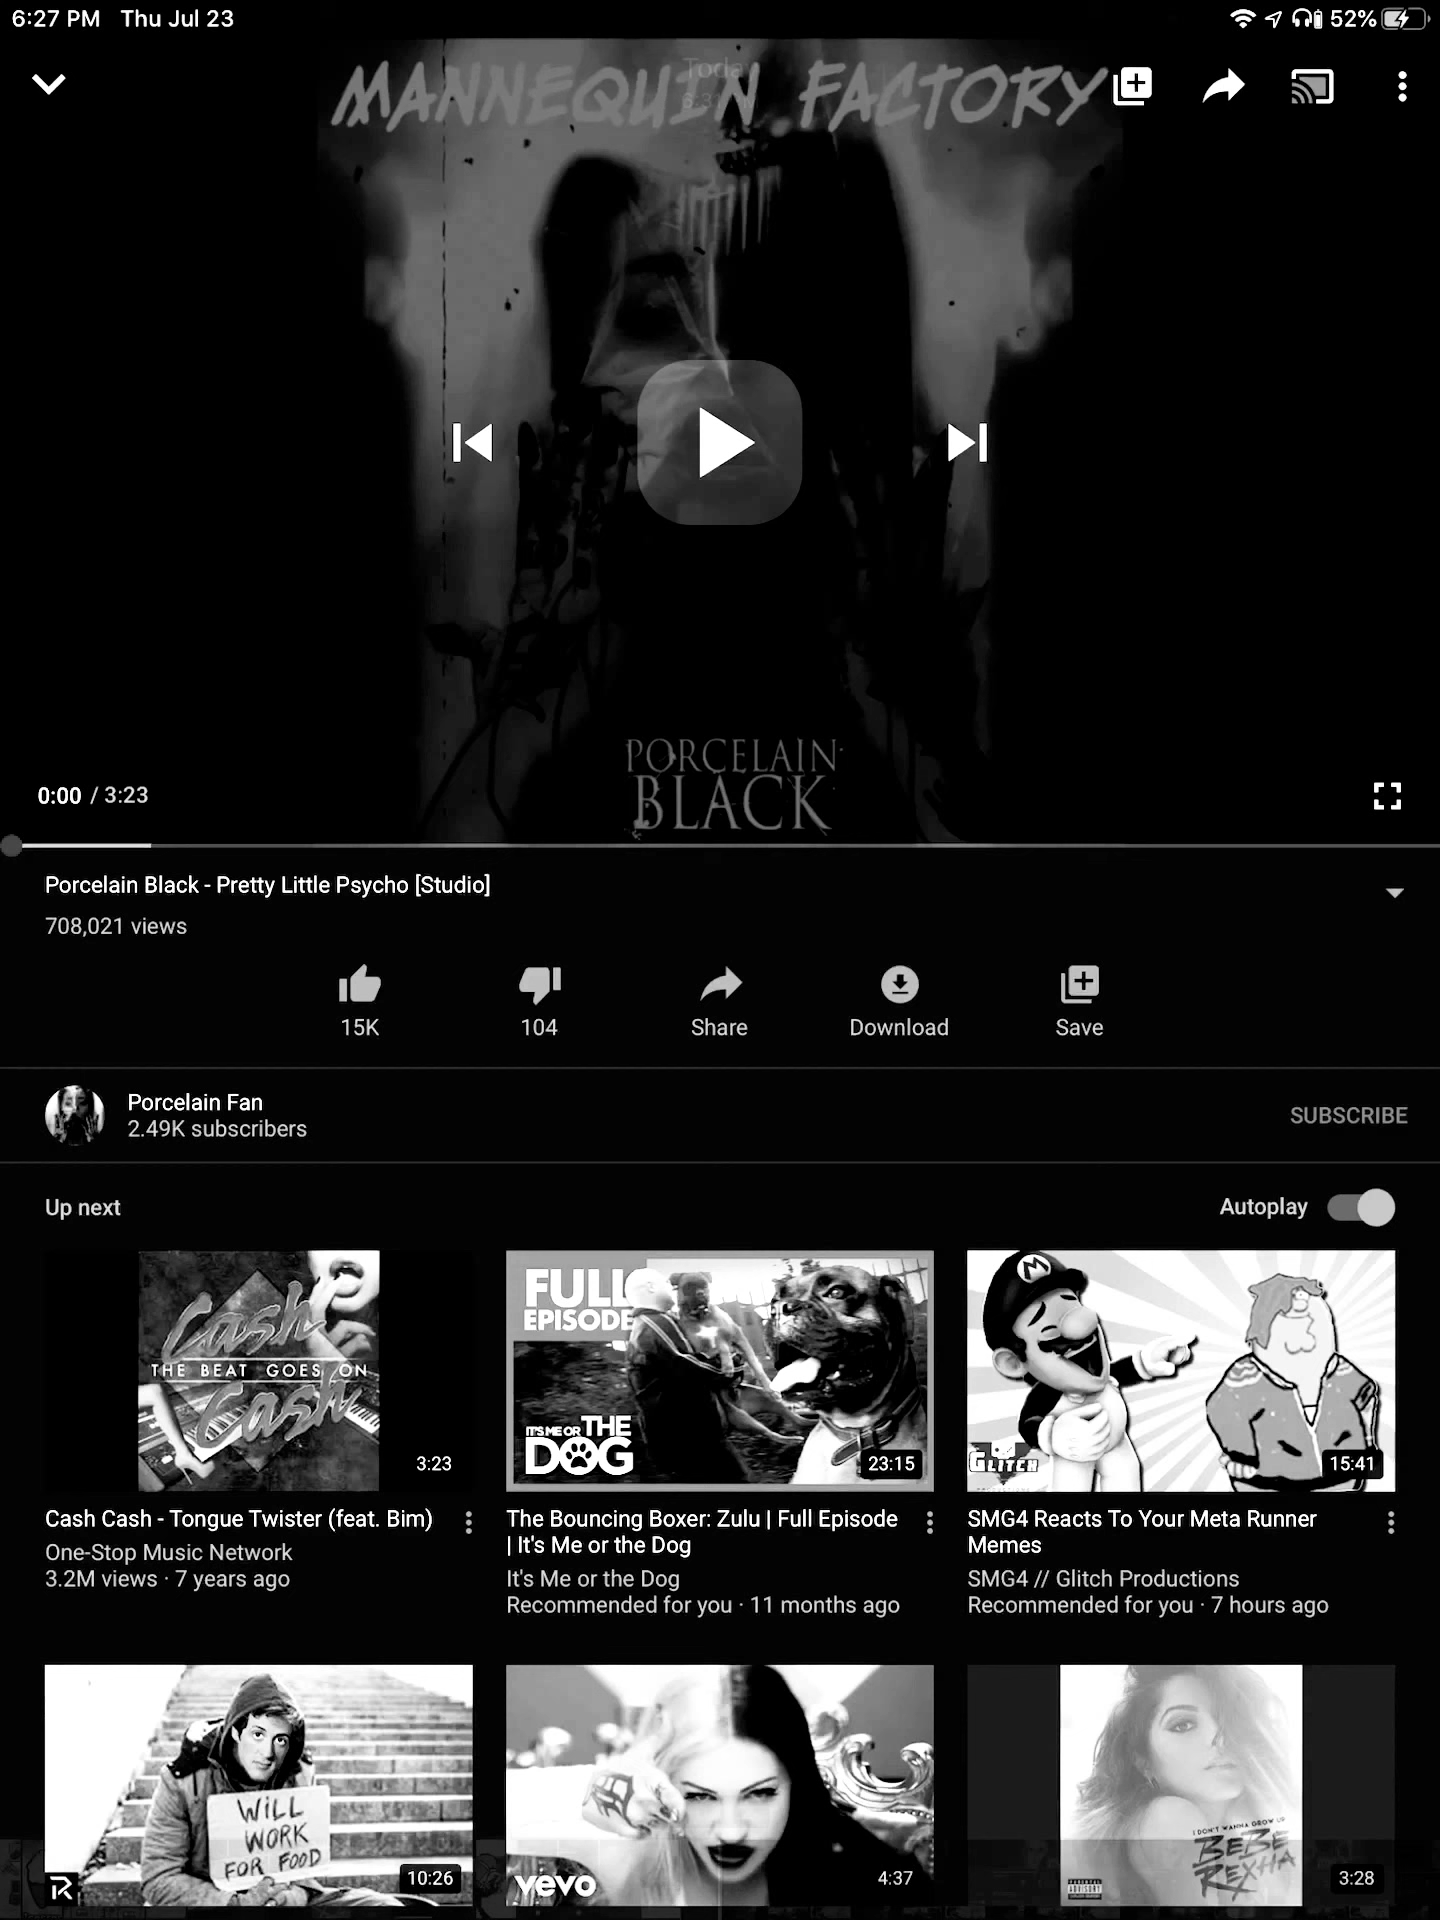 6:27 PM Thu Jul 23
52%
MANNEQUIN FACTORY
Today
PORCELAIN
BLACK
0:00 / 3:23
Porcelain Black - Pretty Little Psycho [Studio]
708,021 views
15K
104
Share
Download
Save
Porcelain Fan
2.49K subscribers
SUBSCRIBE
Up next
Autoplay
Cash
THE BEAT GOES ON
Cash
3:23
FULL
EPISODE
IT'S ME OR THE
DOG
23:15
GLITCH
PRODUCTIONS
15:41
Cash Cash - Tongue Twister (feat. Bim)
One-Stop Music Network
3.2M views · 7 years ago
The Bouncing Boxer: Zulu | Full Episode
| It's Me or the Dog
It's Me or the Dog
Recommended for you · 11 months ago
SMG4 Reacts To Your Meta Runner
Memes
SMG4 // Glitch Productions
Recommended for you · 7 hours ago
WILL
WORK
FOR FOOD
10:26
vevo
4:37
I DON'T WANNA GROW UP
BEBE
REXHA
3:28